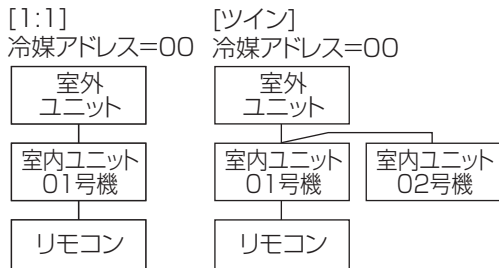 [1:1]
冷媒アドレス=00
室外
ユニット
室内ユニット
01号機
リモコン
[ツイン]
冷媒アドレス=00
室外
ユニット
室内ユニット
01号機
室内ユニット
02号機
リモコン